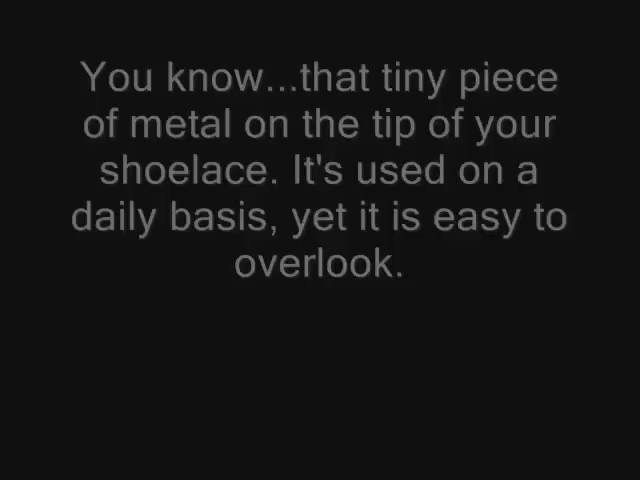 You know...that tiny piece
of metal on the tip of your
shoelace. It's used on a
daily basis, yet it is easy to
overlook.